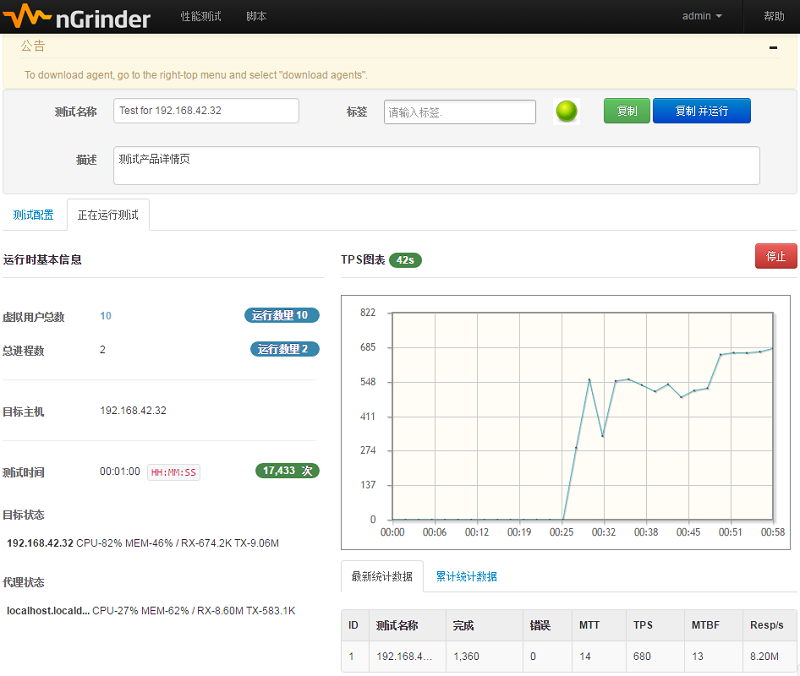 nGrinder 性能测试 脚本 admin 帮助
公告
To download agent, go to the right-top menu and select "download agents".
测试名称 Test for 192.168.42.32 标签 请输入标签. 复制 复制 并运行
描述 测试产品详情页
测试配置 正在运行测试
运行时基本信息
虚拟用户总数 10 运行数里 10
总进程数 2 运行数里 2
目标主机 192.168.42.32
测试时间 00:01:00 HH:MM:SS 17,433 次
目标状态
192.168.42.32 CPU-82% MEM-46% / RX-674.2K TX-9.06M
代理状态
localhost.locald... CPU-27% MEM-62% / RX-8.60M TX-583.1K
TPS图表 42s 停止
822
685
548
411
274
137
0
00:00 00:06 00:12 00:19 00:25 00:32 00:38 00:45 00:51 00:58
最新统计数据 累计统计数据
ID 测试名称 完成 错误 MTT TPS MTBF Resp/s
1 192.168.4... 1,360 0 14 680 13 8.20M